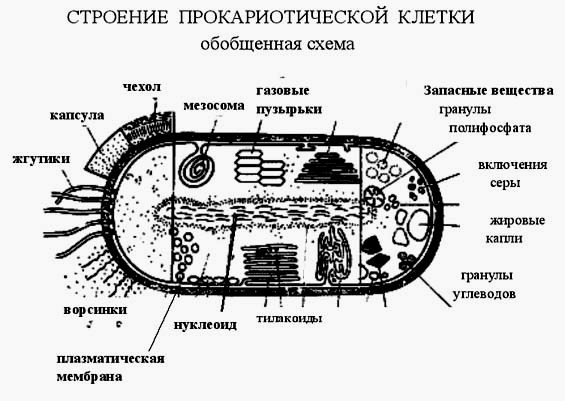 СТРОЕНИЕ ПРОКАРИОТИЧЕСКОЙ КЛЕТКИ
обобщенная схема
чехол
капсула
жгутики
мезосома
газовые
пузырьки
Запасные вещества
гранулы
полифосфата
включения
серы
жировые
капли
гранулы
углеводов
ворсинки
нуклеоид
тилакоиды
плазматическая
мембрана